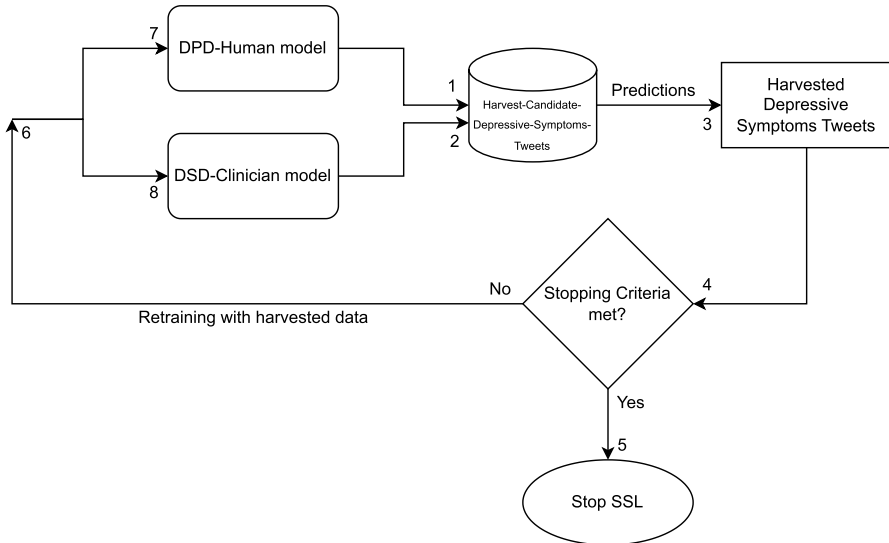 7
DPD-Human model
1
Harvest-Candidate-
Depressive-Symptoms-
Tweets
2
Predictions
3
Harvested
Depressive
Symptoms Tweets
6
8
DSD-Clinician model
4
Stopping Criteria
met?
No
Retraining with harvested data
Yes
5
Stop SSL